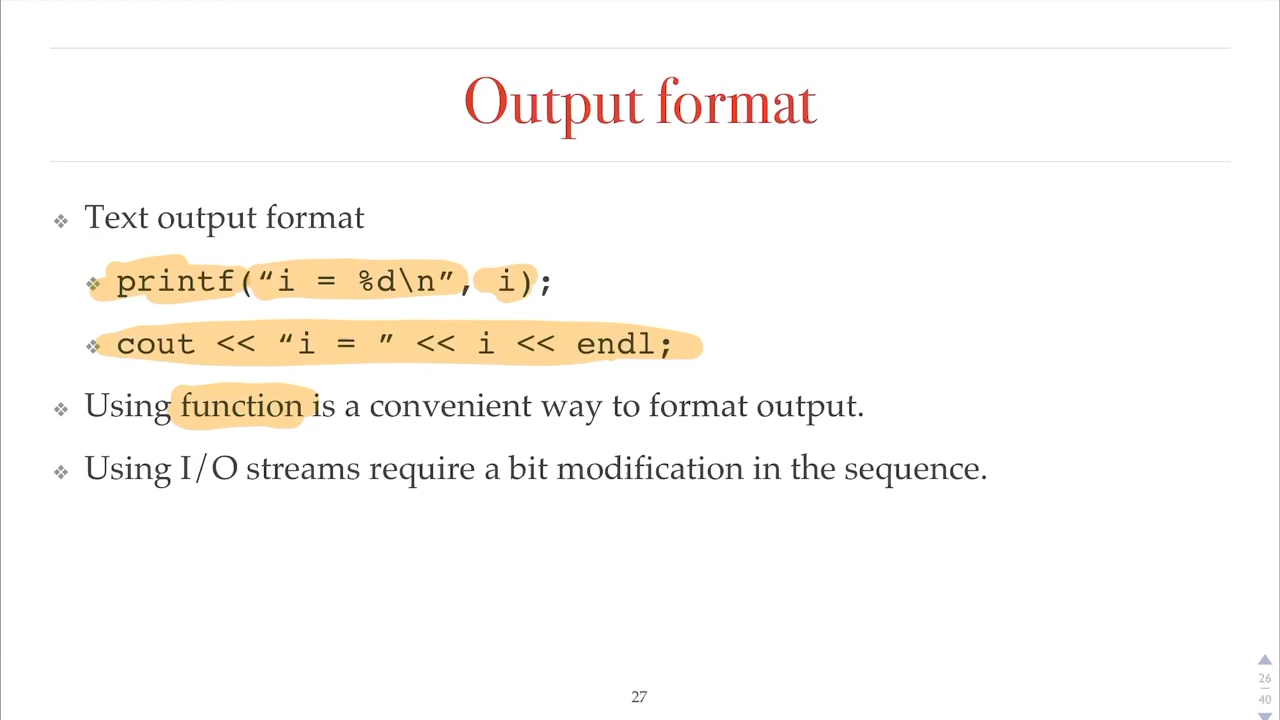 Output format
❖ Text output format
❖ printf(“i = %d\n”, i);
❖ cout << “i = ” << i << endl;
❖ Using function is a convenient way to format output.
❖ Using I/O streams require a bit modification in the sequence.
27
26
40